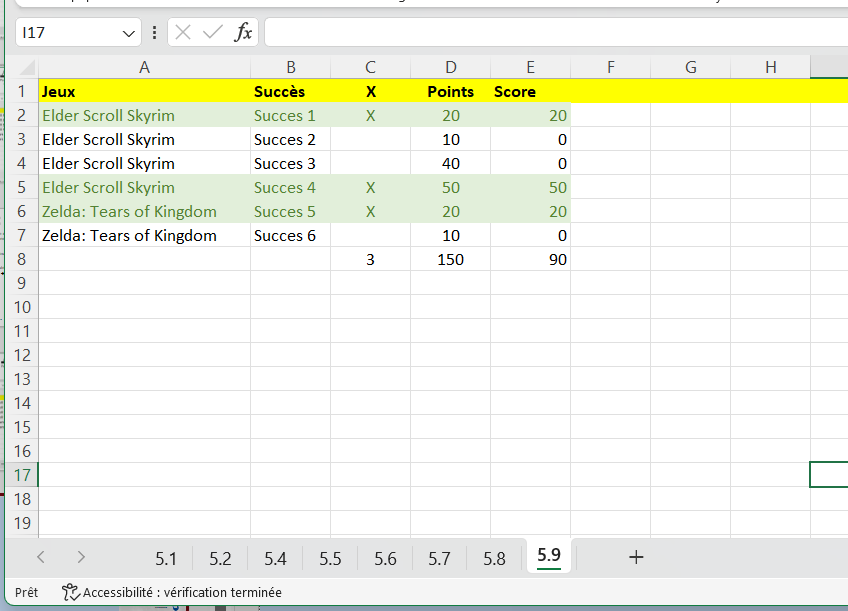 I17 fx
A B C D E F G H
1 Jeux Succès X Points Score
2 Elder Scroll Skyrim Succes 1 X 20 20
3 Elder Scroll Skyrim Succes 2 10 0
4 Elder Scroll Skyrim Succes 3 40 0
5 Elder Scroll Skyrim Succes 4 X 50 50
6 Zelda: Tears of Kingdom Succes 5 X 20 20
7 Zelda: Tears of Kingdom Succes 6 10 0
8 3 150 90
9
10
11
12
13
14
15
16
17
18
19
5.1 5.2 5.4 5.5 5.6 5.7 5.8 5.9 +
Prêt Accessibilité : vérification terminée